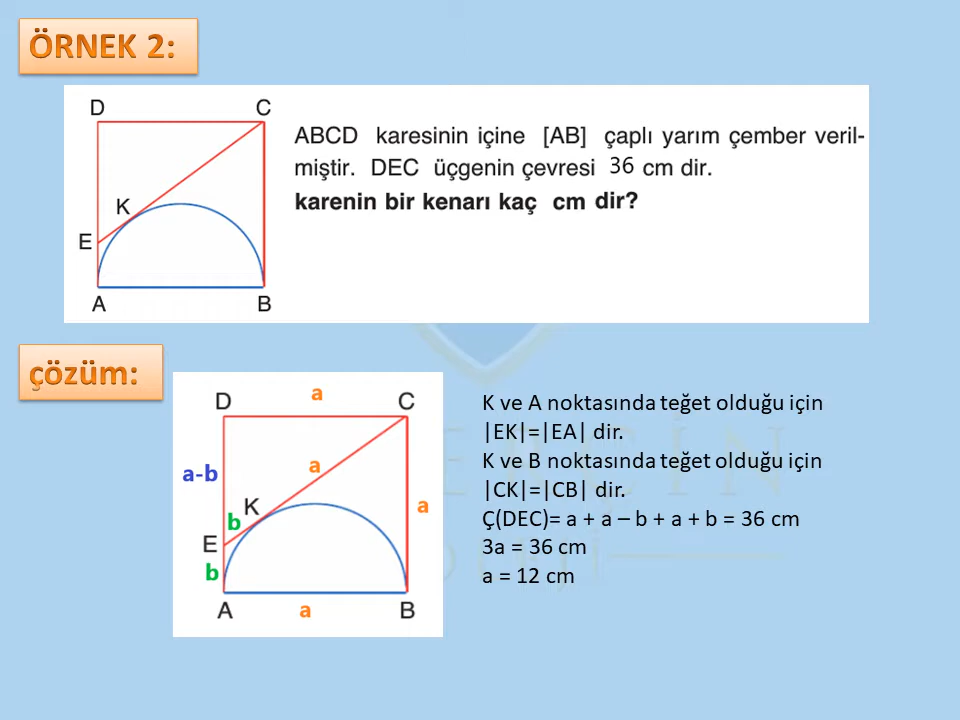 ÖRNEK 2:
D C
ABCD karesinin içine [AB] çaplı yarım çember veril-
miştir. DEC üçgenin çevresi 36 cm dir.
karenin bir kenarı kaç cm dir?
K
E
A B
çözüm:
D a C
K ve A noktasında teğet olduğu için
|EK|=|EA| dir.
K ve B noktasında teğet olduğu için
|CK|=|CB| dir.
Ç(DEC)= a + a – b + a + b = 36 cm
3a = 36 cm
a = 12 cm
a-b a
K a
b
E
b
A a B